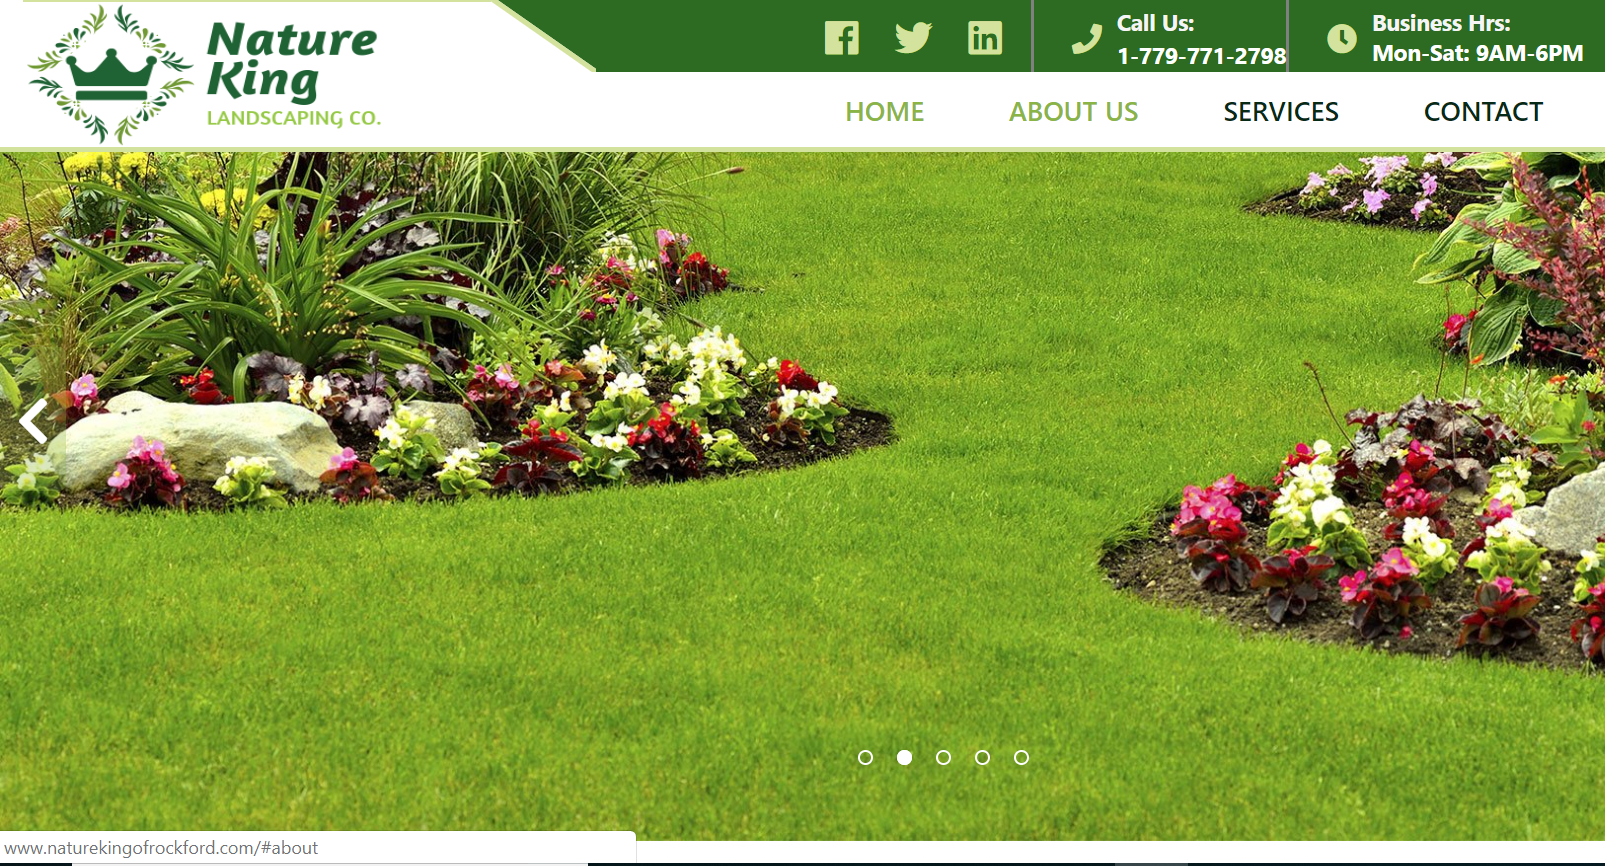 Nature
King
LANDSCAPING CO.
Call Us:
1-779-771-2798
Business Hrs:
Mon-Sat: 9AM-6PM
HOME
ABOUT US
SERVICES
CONTACT
www.naturekingofrockford.com/#about